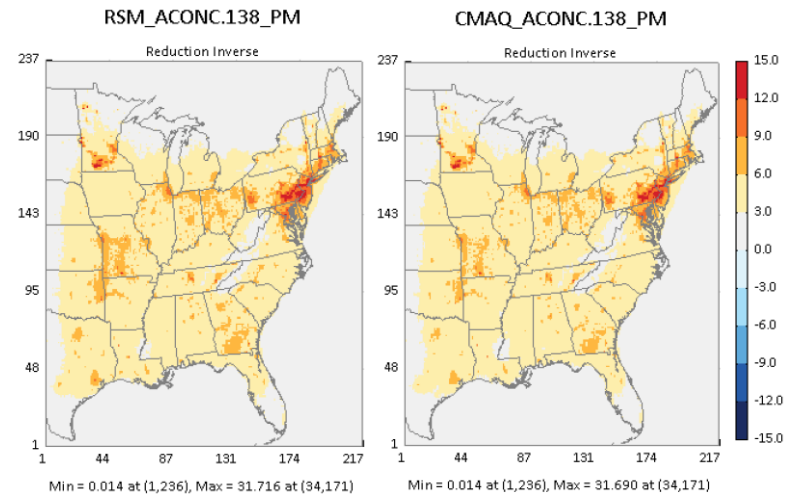 RSM_ACONC.138_PM
CMAQ_ACONC.138_PM
Reduction Inverse
Reduction Inverse
237
190
143
95
48
1
1 44 87 131 174 217
237
190
143
95
48
1
1 44 87 131 174 217
15.0
12.0
9.0
6.0
3.0
0.0
-3.0
-6.0
-9.0
-12.0
-15.0
Min = 0.014 at (1,236), Max = 31.716 at (34,171)
Min = 0.014 at (1,236), Max = 31.690 at (34,171)